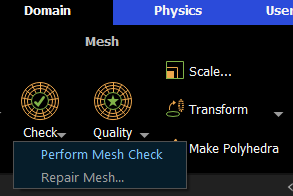 Domain Physics User
Mesh
Scale...
Transform
Check Quality
Make Polyhedra
Perform Mesh Check
Repair Mesh...